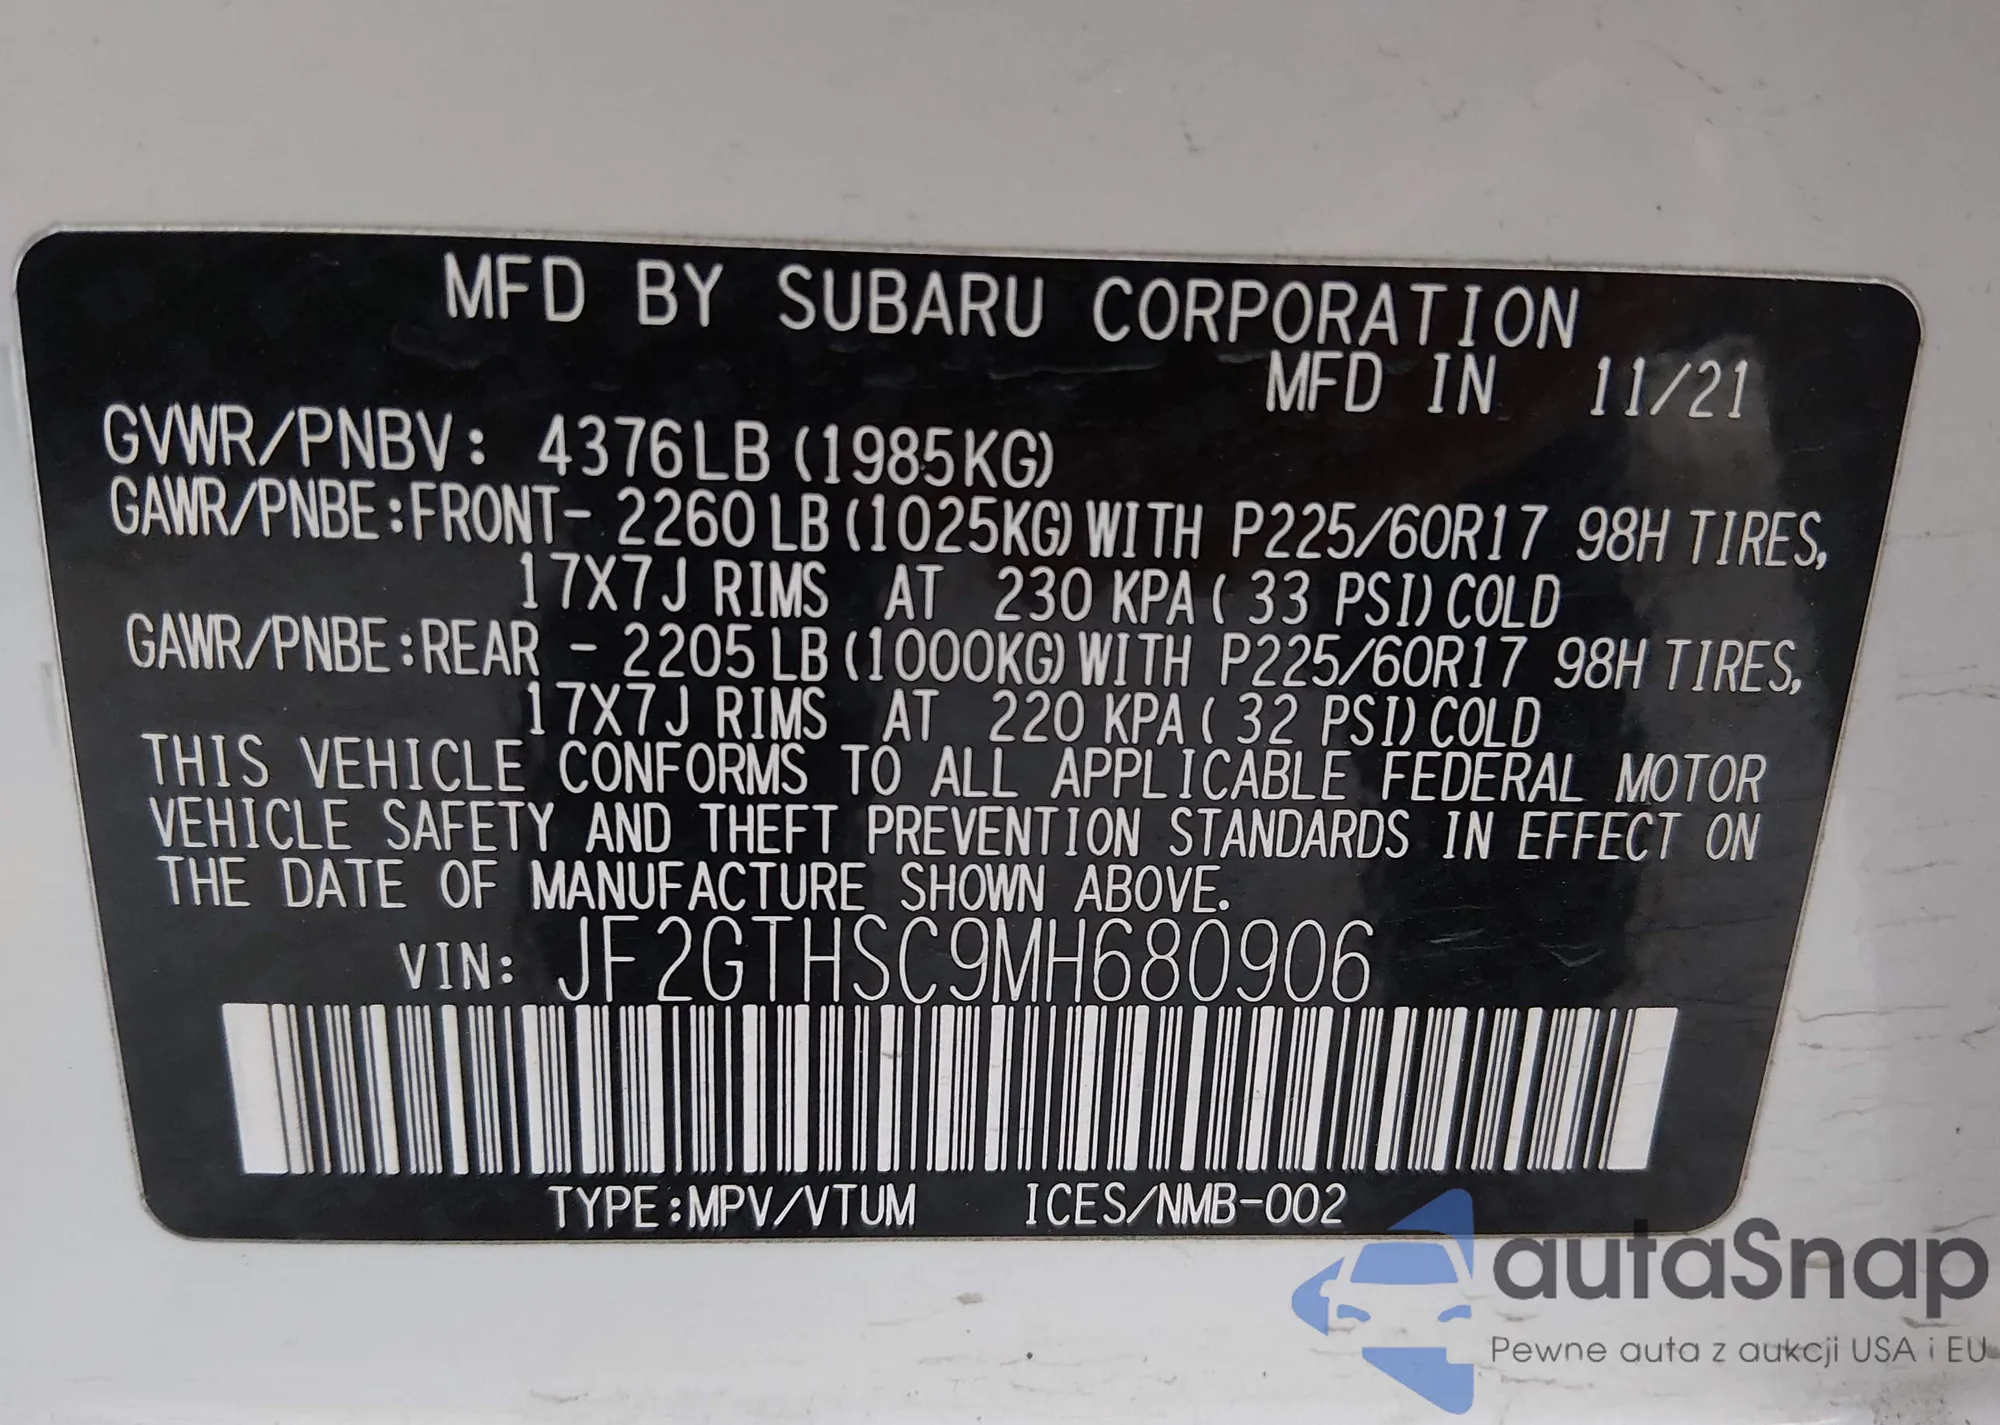 MFD BY SUBARU CORPORATION
MFD IN 11/21
GVWR/PNBV: 4376LB (1985KG)
GAWR/PNBE:FRONT- 2260LB (1025KG) WITH P225/60R17 98H TIRES,
17X7J RIMS AT 230 KPA ( 33 PSI) COLD
GAWR/PNBE:REAR - 2205LB (1000KG) WITH P225/60R17 98H TIRES,
17X7J RIMS AT 220 KPA ( 32 PSI) COLD
THIS VEHICLE CONFORMS TO ALL APPLICABLE FEDERAL MOTOR
VEHICLE SAFETY AND THEFT PREVENTION STANDARDS IN EFFECT ON
THE DATE OF MANUFACTURE SHOWN ABOVE.
VIN: JF2GTHSC9MH680906
TYPE:MPV/VTUM ICES/NMB-002
autaSnap
Pewne auta z aukcji USA i EU